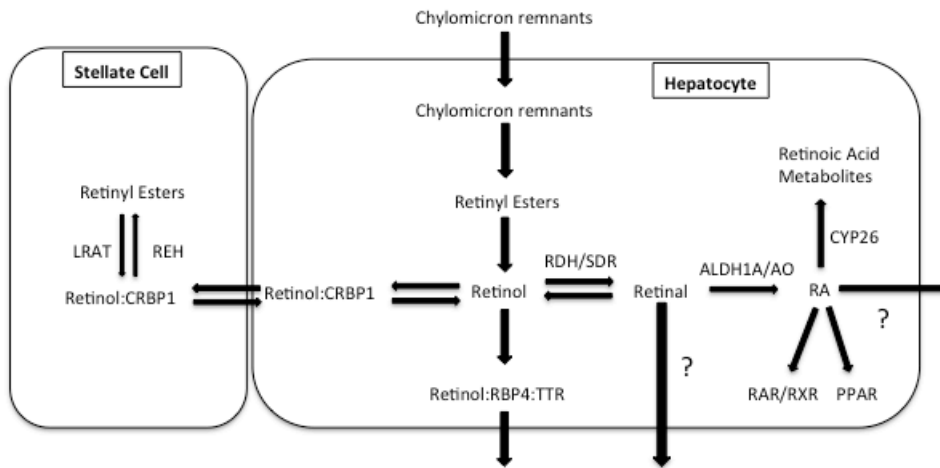 Chylomicron remnants
Stellate Cell
Hepatocyte
Chylomicron remnants
Retinoic Acid
Metabolites
Retinyl Esters
Retinyl Esters
LRAT
REH
CYP26
RDH/SDR
ALDH1A/AO
Retinol:CRBP1
Retinol:CRBP1
Retinol
Retinal
RA
?
?
Retinol:RBP4:TTR
RAR/RXR
PPAR